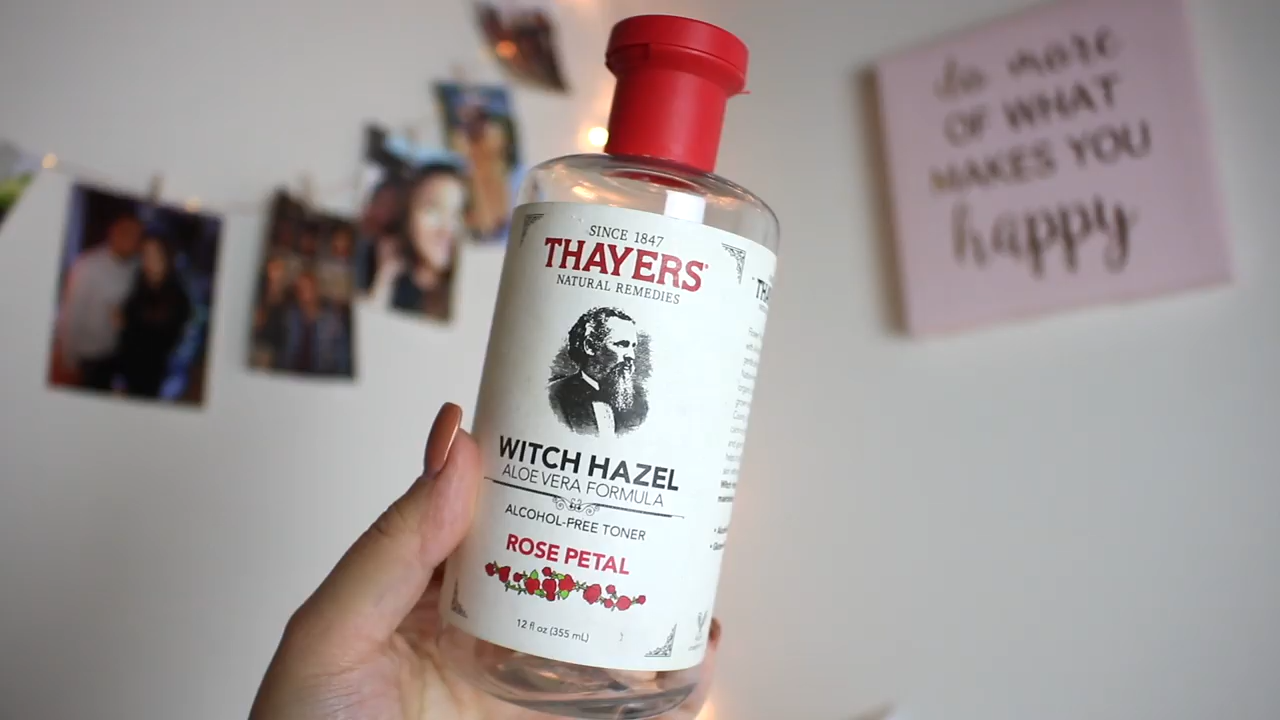 SINCE 1847
THAYERS
NATURAL REMEDIES
WITCH HAZEL
ALOE VERA FORMULA
ALCOHOL-FREE TONER
ROSE PETAL
12 fl oz (355 mL)
do more
OF WHAT
MAKES YOU
happy